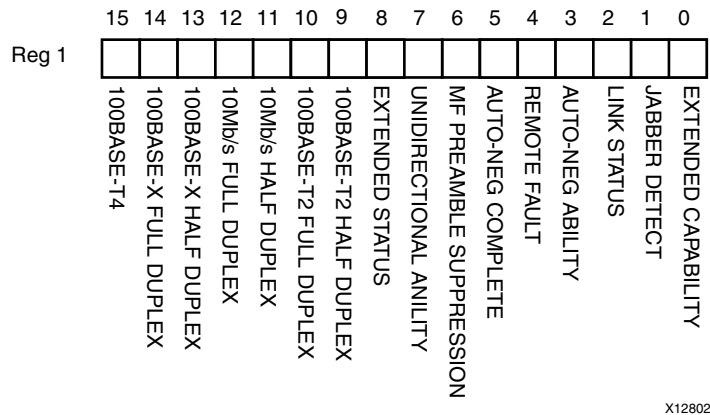 15 14 13 12 11 10 9 8 7 6 5 4 3 2 1 0
Reg 1
100BASE-T4
100BASE-X FULL DUPLEX
100BASE-X HALF DUPLEX
10Mb/s FULL DUPLEX
10Mb/s HALF DUPLEX
100BASE-T2 FULL DUPLEX
100BASE-T2 HALF DUPLEX
EXTENDED STATUS
UNIDIRECTIONAL ANILITY
MF PREAMBLE SUPPRESSION
AUTO-NEG COMPLETE
REMOTE FAULT
AUTO-NEG ABILITY
LINK STATUS
JABBER DETECT
EXTENDED CAPABILITY
X12802